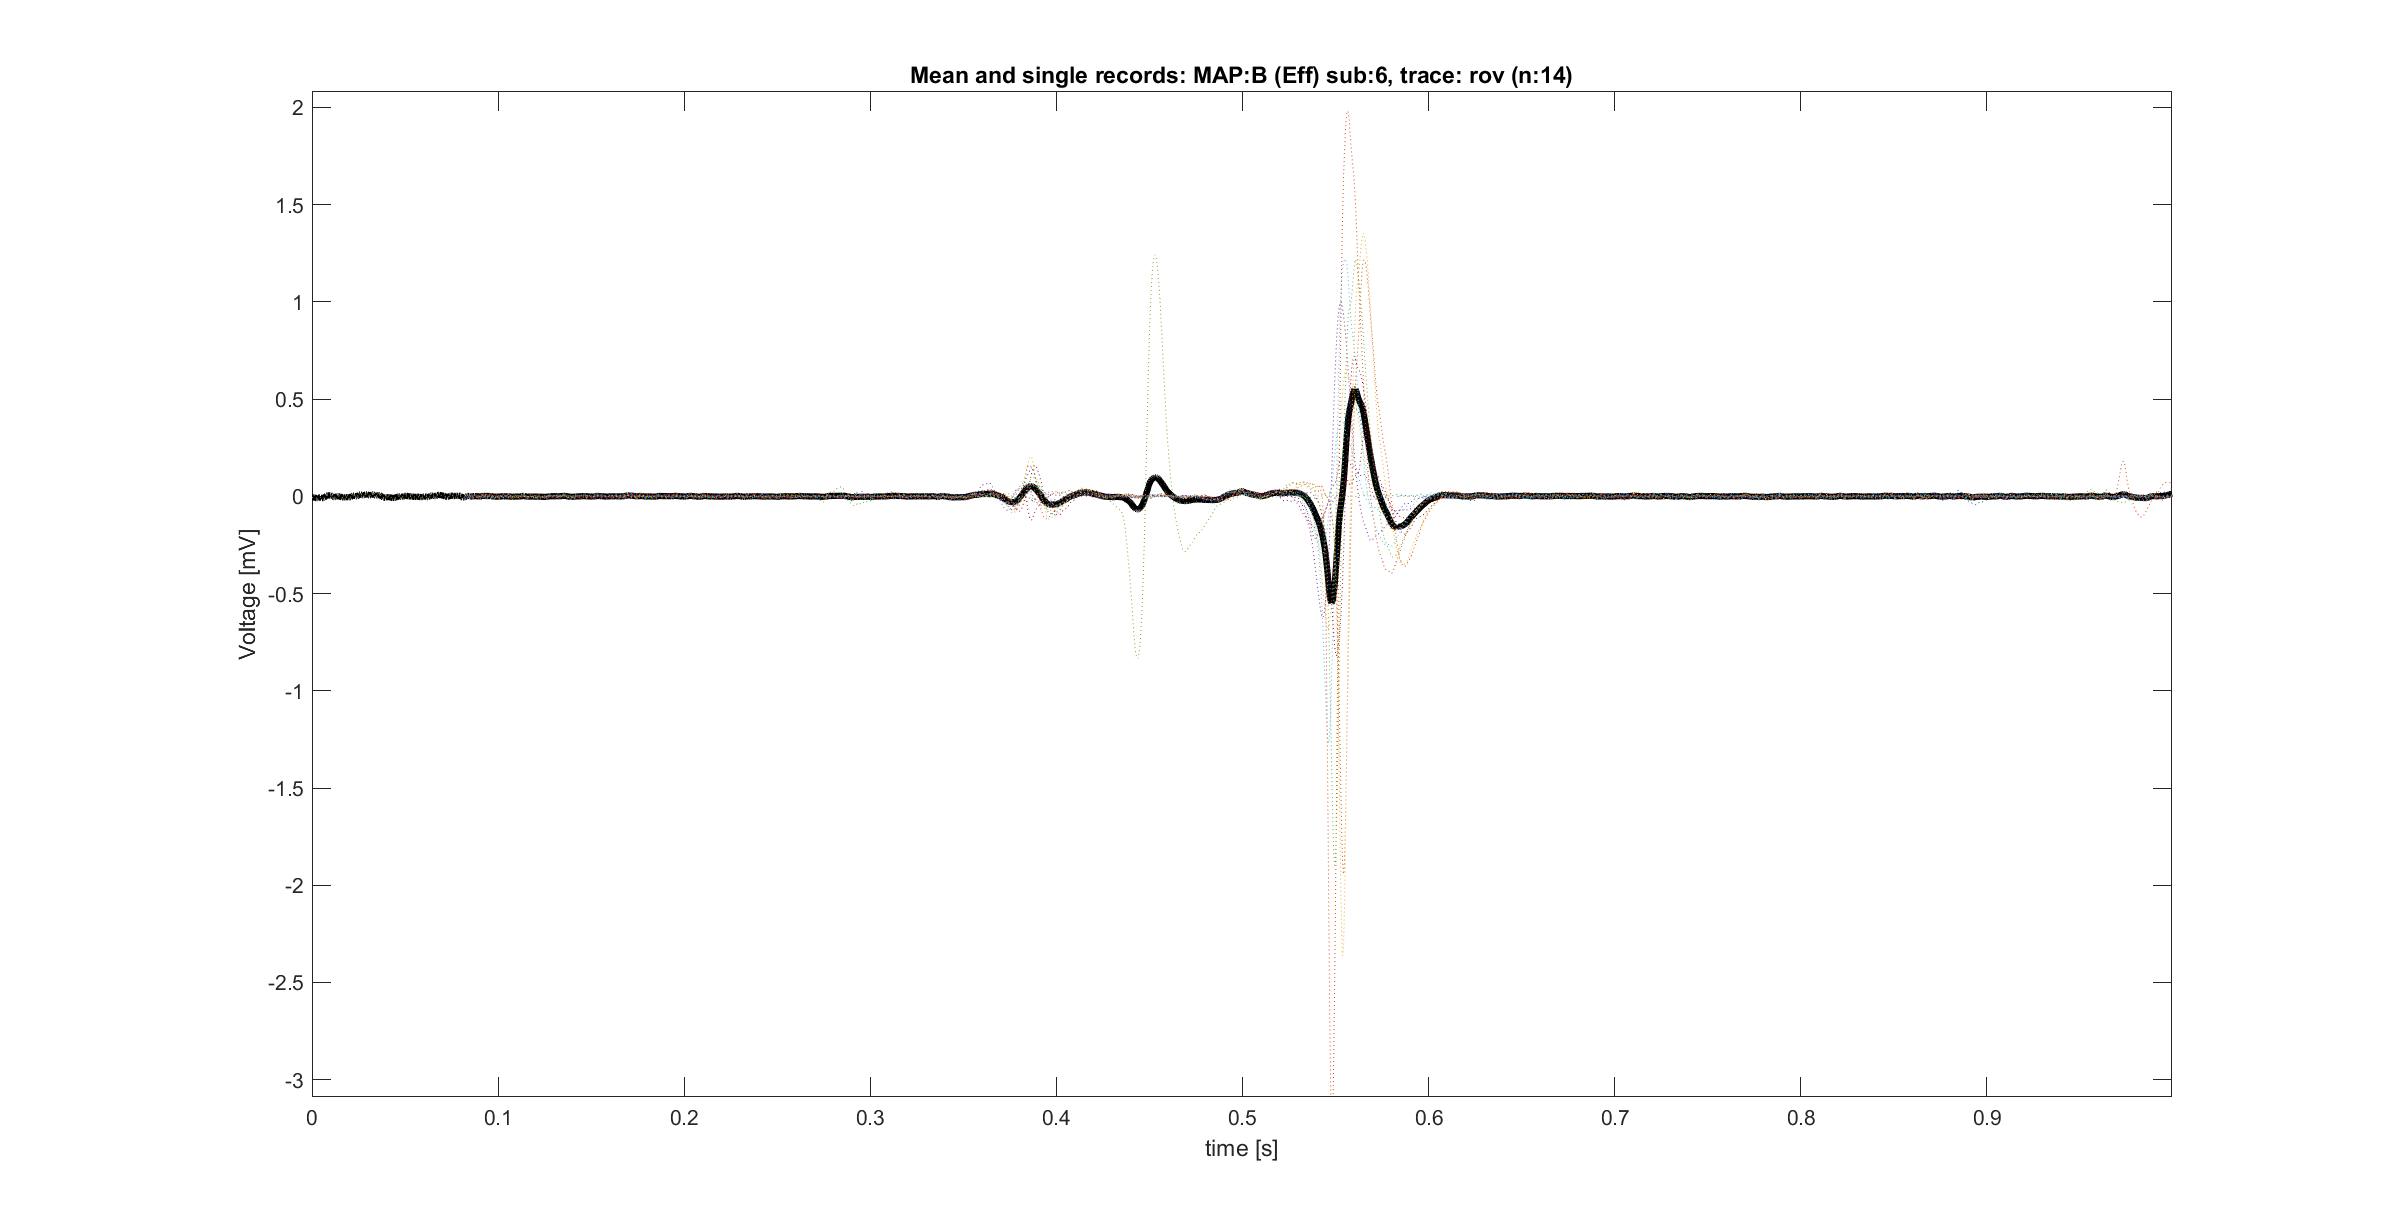 Mean and single records: MAP:B (Eff) sub:6, trace: rov (n:14)
2
1.5
1
0.5
0
-0.5
-1
-1.5
-2
-2.5
-3
Voltage [mV]
0 0.1 0.2 0.3 0.4 0.5 0.6 0.7 0.8 0.9
time [s]